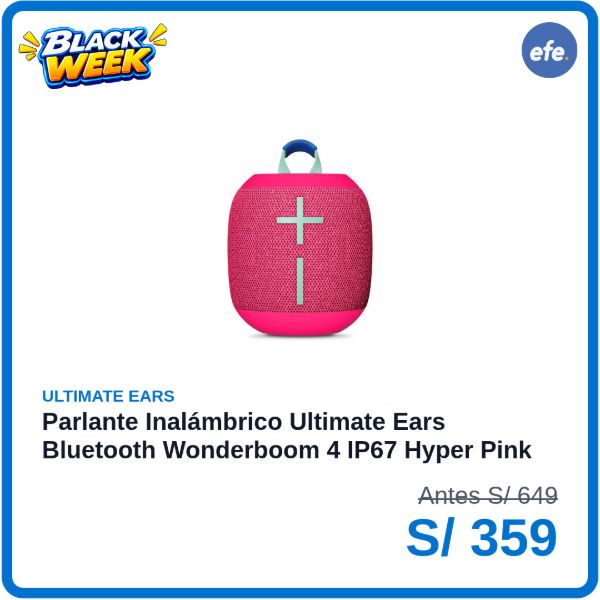 BLACK
WEEK
efe.
ULTIMATE EARS
Parlante Inalámbrico Ultimate Ears
Bluetooth Wonderboom 4 IP67 Hyper Pink
Antes S/ 649
S/ 359